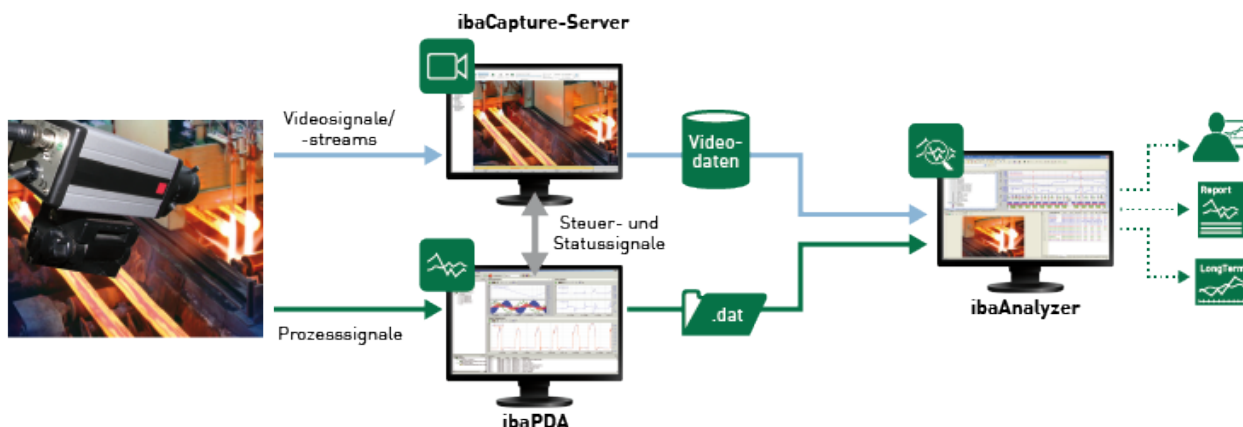 ibaCapture-Server
Videosignale/
-streams
Video-
daten
Steuer- und
Statussignale
Prozesssignale
.dat
ibaPDA
ibaAnalyzer
Report
LongTerm